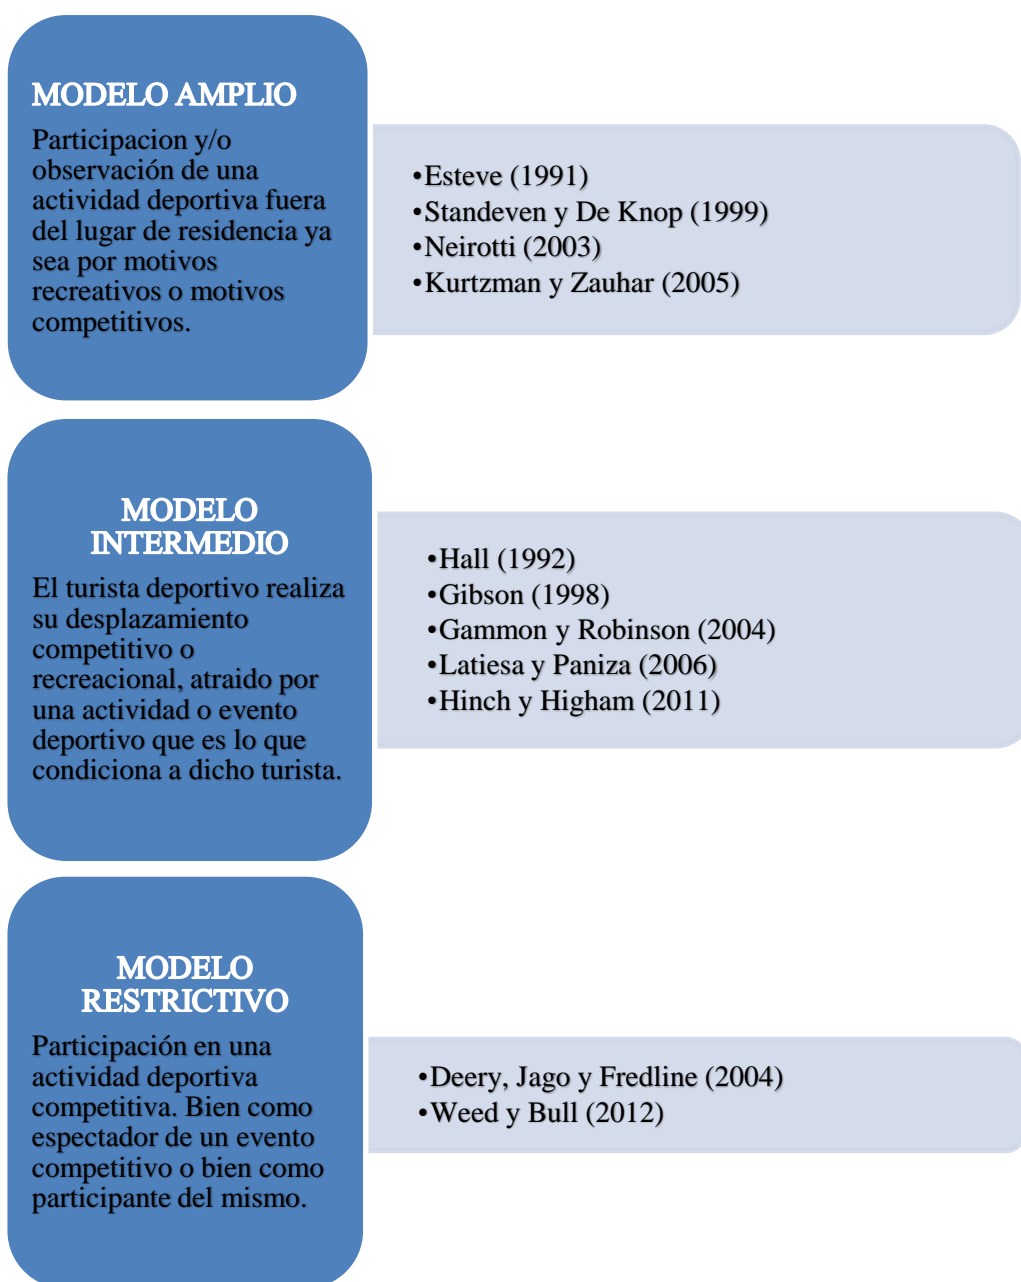 MODELO AMPLIO
Participacion y/o
observación de una
actividad deportiva fuera
del lugar de residencia ya
sea por motivos
recreativos o motivos
competitivos.
•Esteve (1991)
•Standeven y De Knop (1999)
•Neirotti (2003)
•Kurtzman y Zauhar (2005)
MODELO
INTERMEDIO
El turista deportivo realiza
su desplazamiento
competitivo o
recreacional, atraido por
una actividad o evento
deportivo que es lo que
condiciona a dicho turista.
•Hall (1992)
•Gibson (1998)
•Gammon y Robinson (2004)
•Latiesa y Paniza (2006)
•Hinch y Higham (2011)
MODELO
RESTRICTIVO
Participación en una
actividad deportiva
competitiva. Bien como
espectador de un evento
competitivo o bien como
participante del mismo.
•Deery, Jago y Fredline (2004)
•Weed y Bull (2012)